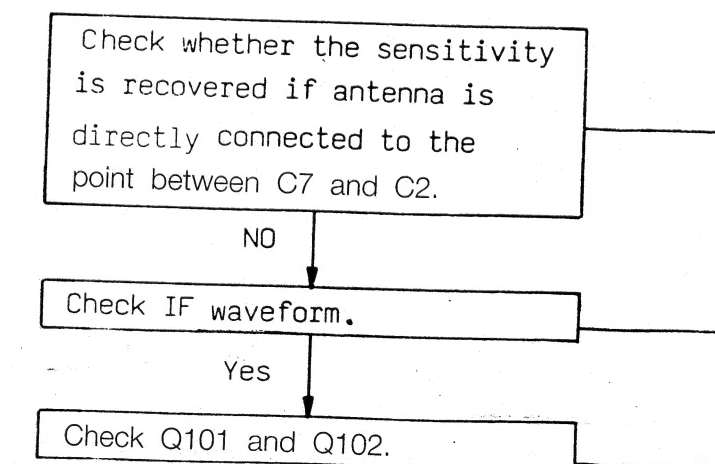 Check whether the sensitivity
is recovered if antenna is
directly connected to the
point between C7 and C2.
NO
Check IF waveform.
Yes
Check Q101 and Q102.